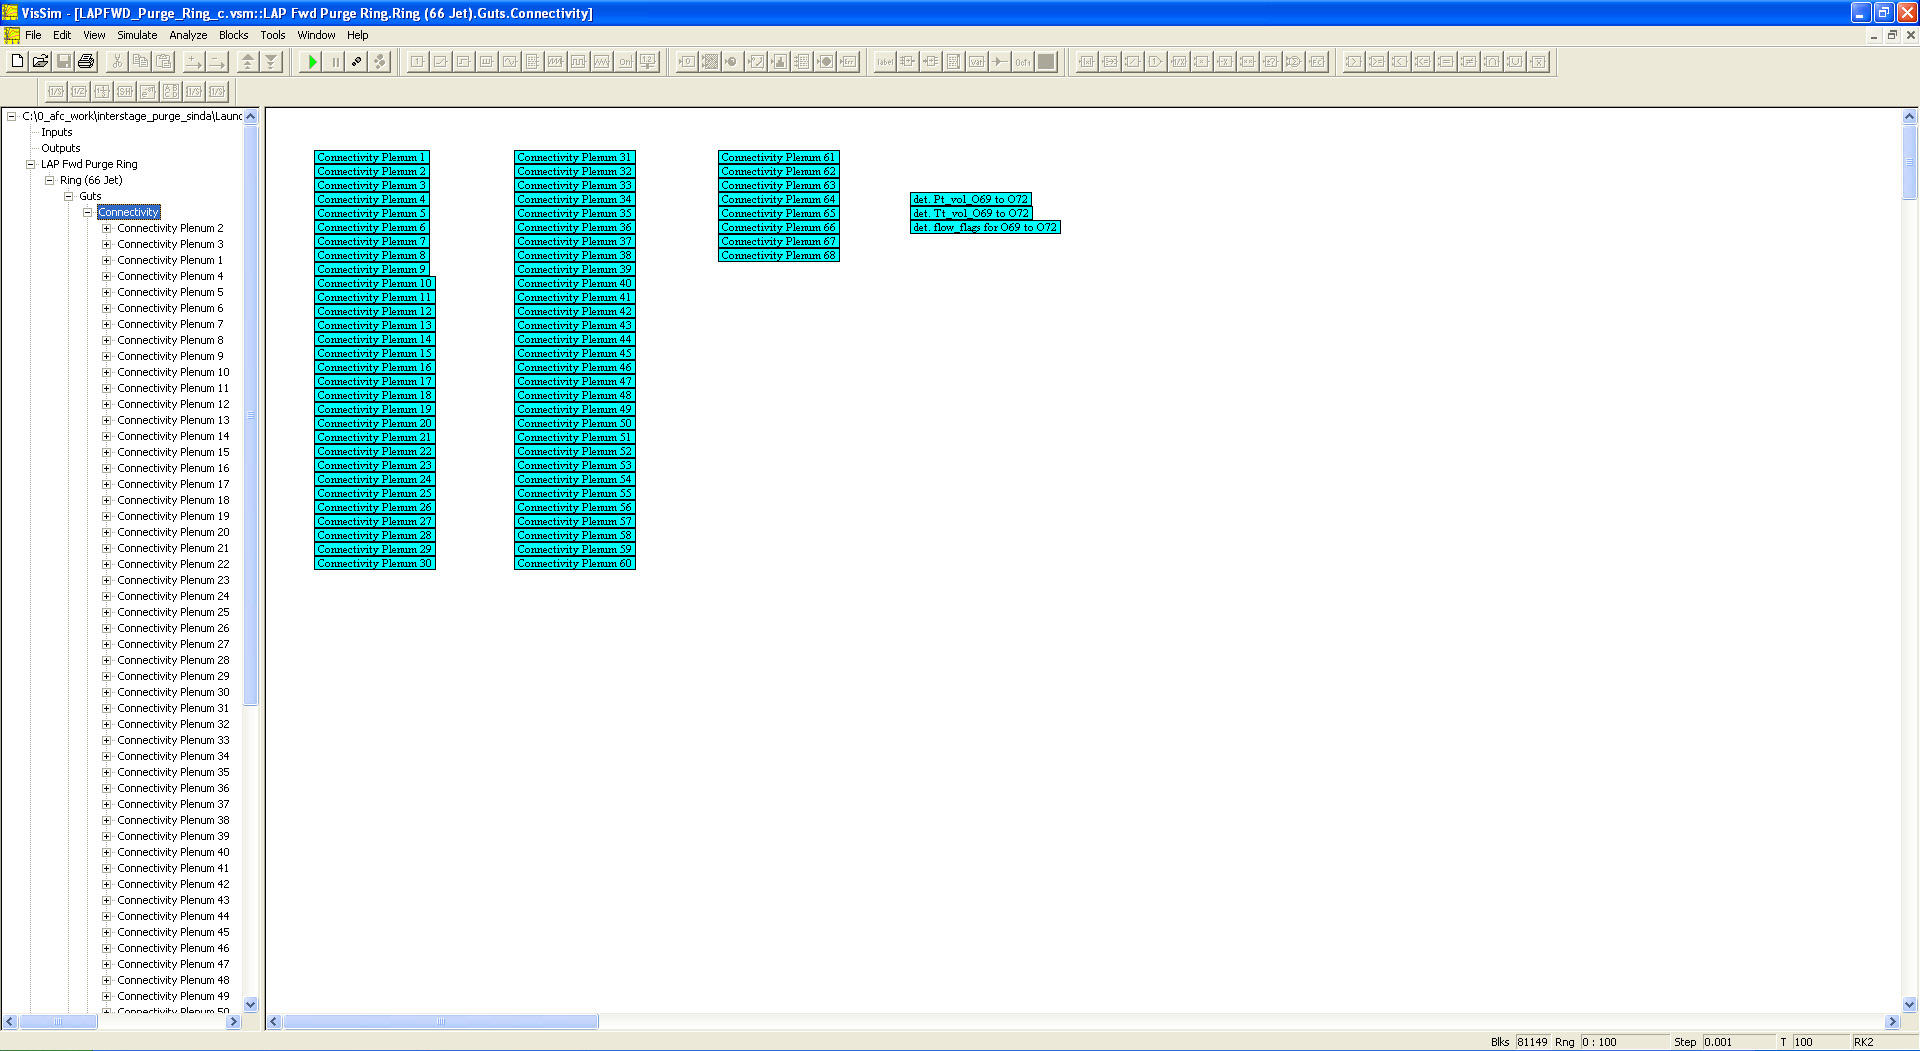 VisSim - [LAPFWD_Purge_Ring_c.vsm::LAP Fwd Purge Ring.Ring (66 Jet).Guts.Connectivity]
File Edit View Simulate Analyze Blocks Tools Window Help
C:\0_afc_work\interstage_purge_sinda\Laun
Inputs
Outputs
LAP Fwd Purge Ring
Ring (66 Jet)
Guts
Connectivity
Connectivity Plenum 2
Connectivity Plenum 3
Connectivity Plenum 1
Connectivity Plenum 4
Connectivity Plenum 5
Connectivity Plenum 6
Connectivity Plenum 7
Connectivity Plenum 8
Connectivity Plenum 9
Connectivity Plenum 10
Connectivity Plenum 11
Connectivity Plenum 12
Connectivity Plenum 13
Connectivity Plenum 14
Connectivity Plenum 15
Connectivity Plenum 16
Connectivity Plenum 17
Connectivity Plenum 18
Connectivity Plenum 19
Connectivity Plenum 20
Connectivity Plenum 21
Connectivity Plenum 22
Connectivity Plenum 23
Connectivity Plenum 24
Connectivity Plenum 25
Connectivity Plenum 26
Connectivity Plenum 27
Connectivity Plenum 28
Connectivity Plenum 29
Connectivity Plenum 30
Connectivity Plenum 31
Connectivity Plenum 32
Connectivity Plenum 33
Connectivity Plenum 34
Connectivity Plenum 35
Connectivity Plenum 36
Connectivity Plenum 37
Connectivity Plenum 38
Connectivity Plenum 39
Connectivity Plenum 40
Connectivity Plenum 41
Connectivity Plenum 42
Connectivity Plenum 43
Connectivity Plenum 44
Connectivity Plenum 45
Connectivity Plenum 46
Connectivity Plenum 47
Connectivity Plenum 48
Connectivity Plenum 49
Connectivity Plenum 50
Connectivity Plenum 1
Connectivity Plenum 2
Connectivity Plenum 3
Connectivity Plenum 4
Connectivity Plenum 5
Connectivity Plenum 6
Connectivity Plenum 7
Connectivity Plenum 8
Connectivity Plenum 9
Connectivity Plenum 10
Connectivity Plenum 11
Connectivity Plenum 12
Connectivity Plenum 13
Connectivity Plenum 14
Connectivity Plenum 15
Connectivity Plenum 16
Connectivity Plenum 17
Connectivity Plenum 18
Connectivity Plenum 19
Connectivity Plenum 20
Connectivity Plenum 21
Connectivity Plenum 22
Connectivity Plenum 23
Connectivity Plenum 24
Connectivity Plenum 25
Connectivity Plenum 26
Connectivity Plenum 27
Connectivity Plenum 28
Connectivity Plenum 29
Connectivity Plenum 30
Connectivity Plenum 31
Connectivity Plenum 32
Connectivity Plenum 33
Connectivity Plenum 34
Connectivity Plenum 35
Connectivity Plenum 36
Connectivity Plenum 37
Connectivity Plenum 38
Connectivity Plenum 39
Connectivity Plenum 40
Connectivity Plenum 41
Connectivity Plenum 42
Connectivity Plenum 43
Connectivity Plenum 44
Connectivity Plenum 45
Connectivity Plenum 46
Connectivity Plenum 47
Connectivity Plenum 48
Connectivity Plenum 49
Connectivity Plenum 50
Connectivity Plenum 51
Connectivity Plenum 52
Connectivity Plenum 53
Connectivity Plenum 54
Connectivity Plenum 55
Connectivity Plenum 56
Connectivity Plenum 57
Connectivity Plenum 58
Connectivity Plenum 59
Connectivity Plenum 60
Connectivity Plenum 61
Connectivity Plenum 62
Connectivity Plenum 63
Connectivity Plenum 64
Connectivity Plenum 65
Connectivity Plenum 66
Connectivity Plenum 67
Connectivity Plenum 68
det. Pt_vol_O69 to O72
det. Tt_vol_O69 to O72
det. flow_flags for O69 to O72
Blks 81149 Rng 0 : 100 Step 0.001 T 100 RK2